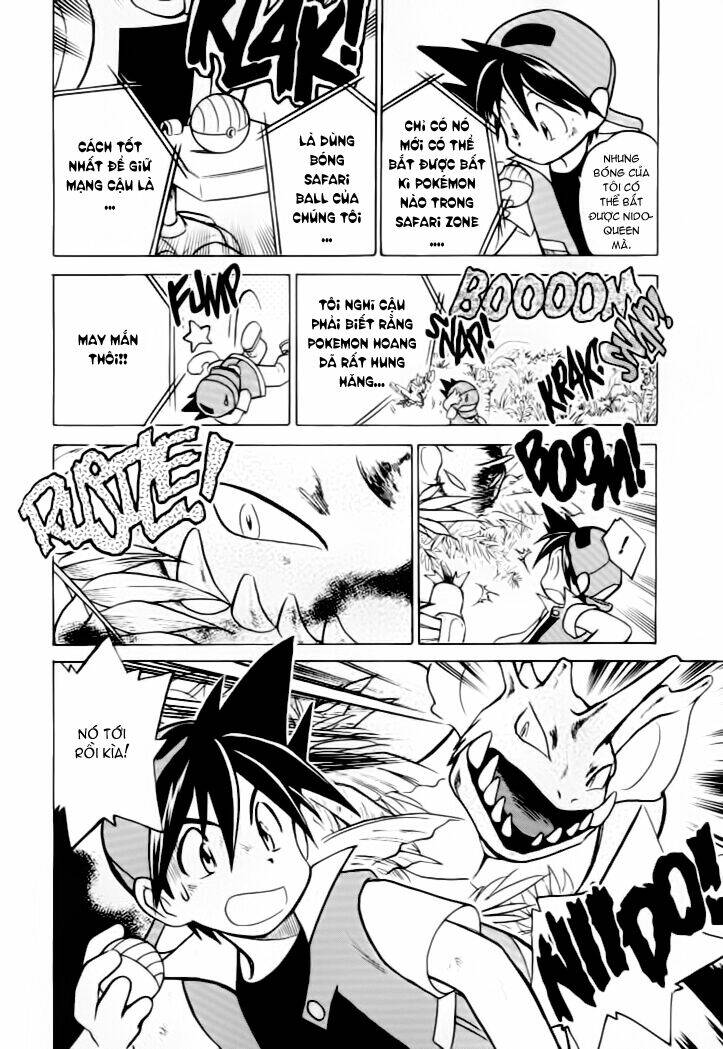 KLAK!
CÁCH TỐT
NHẤT ĐỂ GIỮ
MẠNG CẬU LÀ
...
LÀ DÙNG
BÓNG
SAFARI
BALL CỦA
CHÚNG TÔI
....
CHỈ CÓ NÓ
MỚI CÓ THỂ
BẮT ĐƯỢC BẤT
KÌ POKÉMON
NÀO TRONG
SAFARI ZONE
....
NHƯNG
BÓNG CỦA
TÔI CÓ
THỂ BẮT
ĐƯỢC NIDO-
QUEEN
MÀ.
MAY MẮN
THÔI!!
FUMP
TÔI NGHĨ CẬU
PHẢI BIẾT RẰNG
POKEMON HOANG
DÃ RẤT HUNG
HĂNG...
BOOOOM
SNAP!
KRAK!
SNAP!
RUSTLE!
BOOM!
!
NÓ TỚI
RỒI KÌA!
NIIDO!